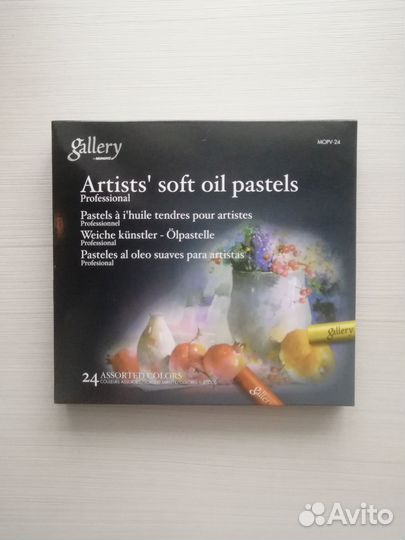 gallery
MOPV-24
Artists' soft oil pastels
Professional
Pastels à i'huile tendres pour artistes
Professionnel
Weiche künstler - Ölpastelle
Professional
Pasteles al oleo suaves para artistas
Profesional
gallery
24 ASSORTED COLORS
gallery
Avito